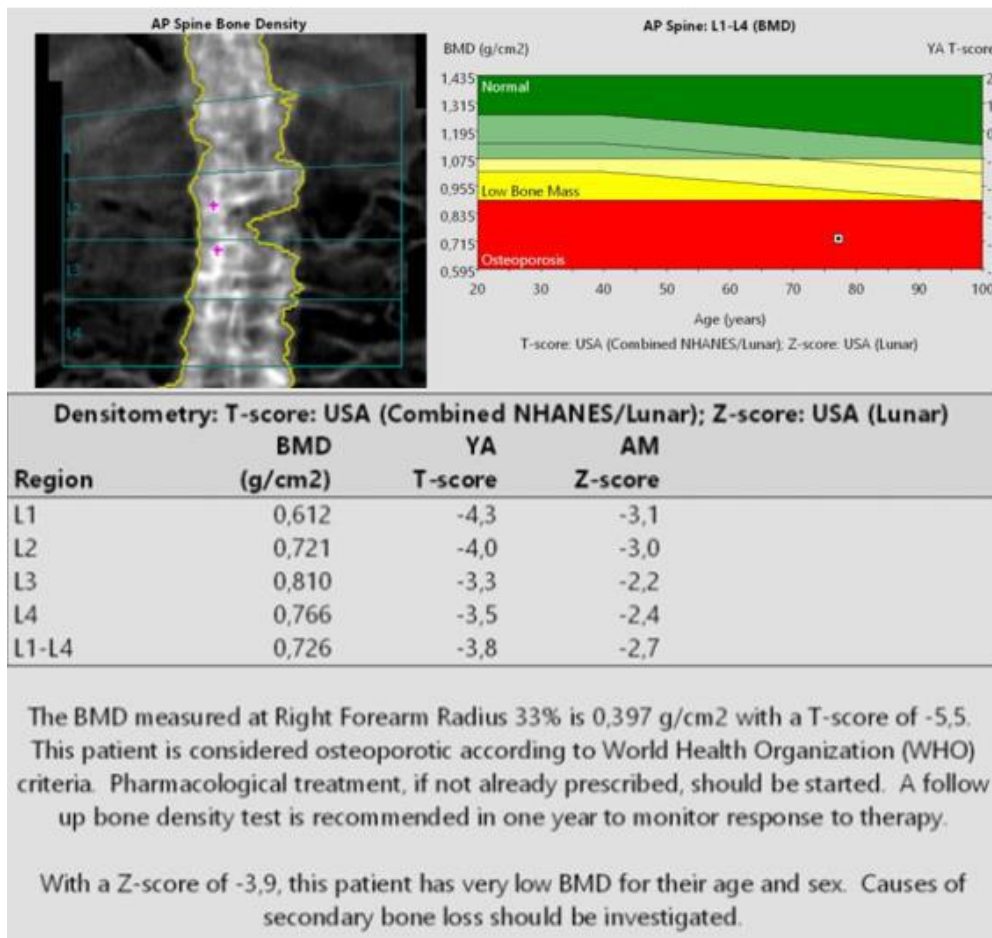 AP Spine Bone Density
L1
L2
L3
L4
AP Spine: L1-L4 (BMD)
BMD (g/cm2)
YA T-score
1,435
1,315
1,195
1,075
0,955
0,835
0,715
0,595
2
1
0
Normal
Low Bone Mass
Osteoporosis
20 30 40 50 60 70 80 90 100
Age (years)
T-score: USA (Combined NHANES/Lunar); Z-score: USA (Lunar)
Densitometry: T-score: USA (Combined NHANES/Lunar); Z-score: USA (Lunar)
BMD YA AM
Region (g/cm2) T-score Z-score
L1 0,612 -4,3 -3,1
L2 0,721 -4,0 -3,0
L3 0,810 -3,3 -2,2
L4 0,766 -3,5 -2,4
L1-L4 0,726 -3,8 -2,7
The BMD measured at Right Forearm Radius 33% is 0,397 g/cm2 with a T-score of -5,5.
This patient is considered osteoporotic according to World Health Organization (WHO)
criteria. Pharmacological treatment, if not already prescribed, should be started. A follow
up bone density test is recommended in one year to monitor response to therapy.
With a Z-score of -3,9, this patient has very low BMD for their age and sex. Causes of
secondary bone loss should be investigated.